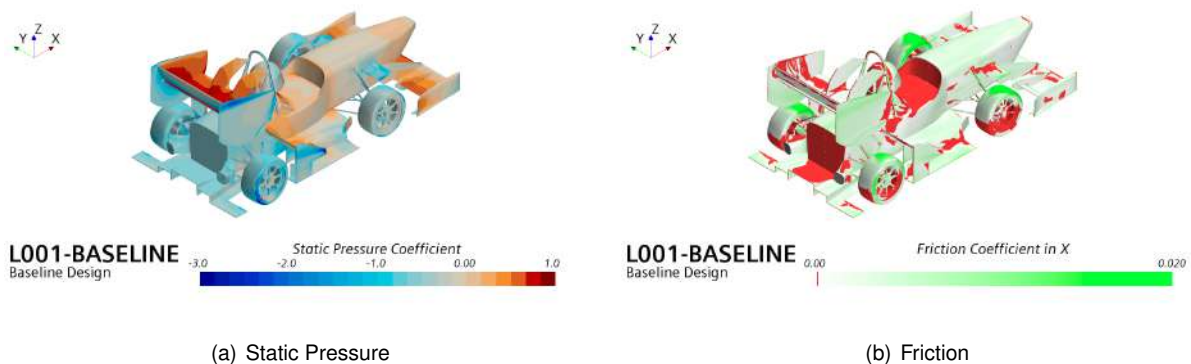 Z
Y X
L001-BASELINE
Baseline Design
Static Pressure Coefficient
-3.0 -2.0 -1.0 0.00 1.0
(a) Static Pressure
Z
Y X
L001-BASELINE
Baseline Design
Friction Coefficient in X
0.00 0.020
(b) Friction